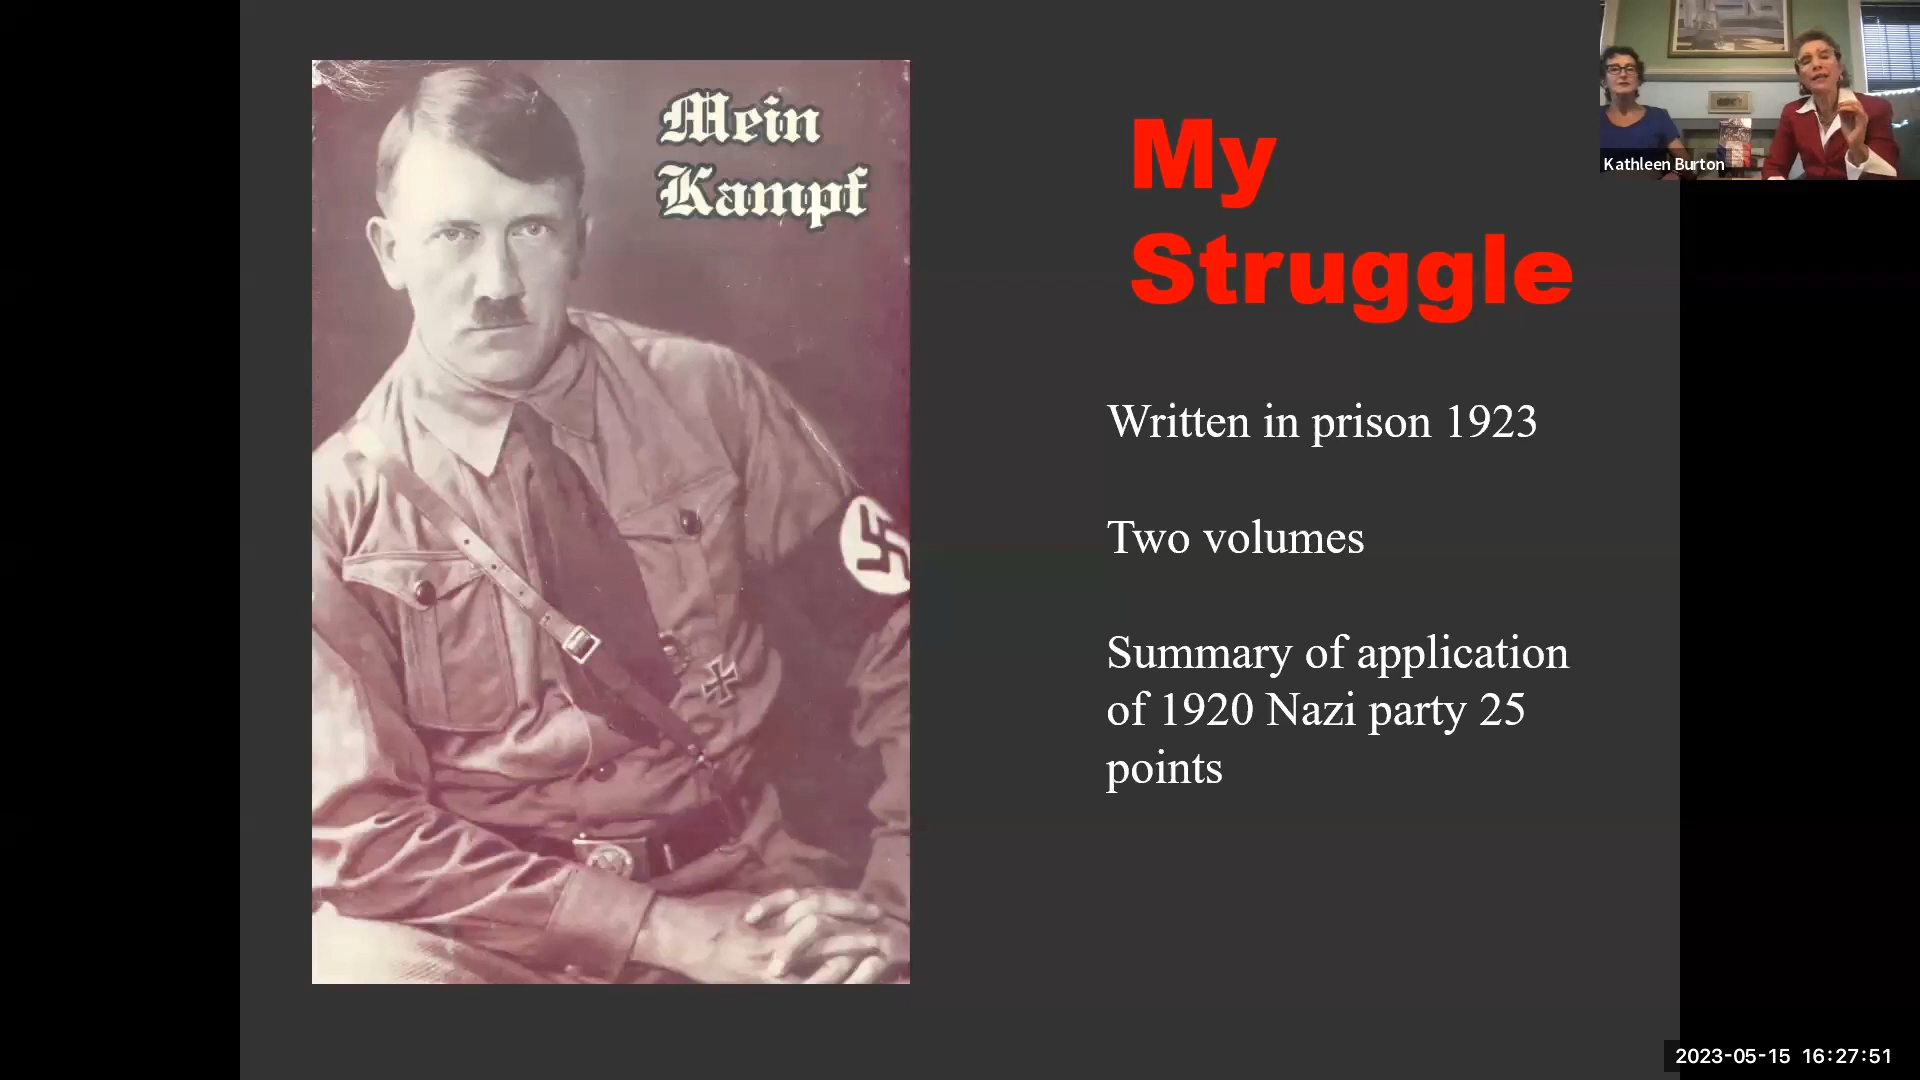 Mein
Kampf
My
Struggle
Written in prison 1923
Two volumes
Summary of application
of 1920 Nazi party 25
points
Kathleen Burton
2023-05-15 16:27:51